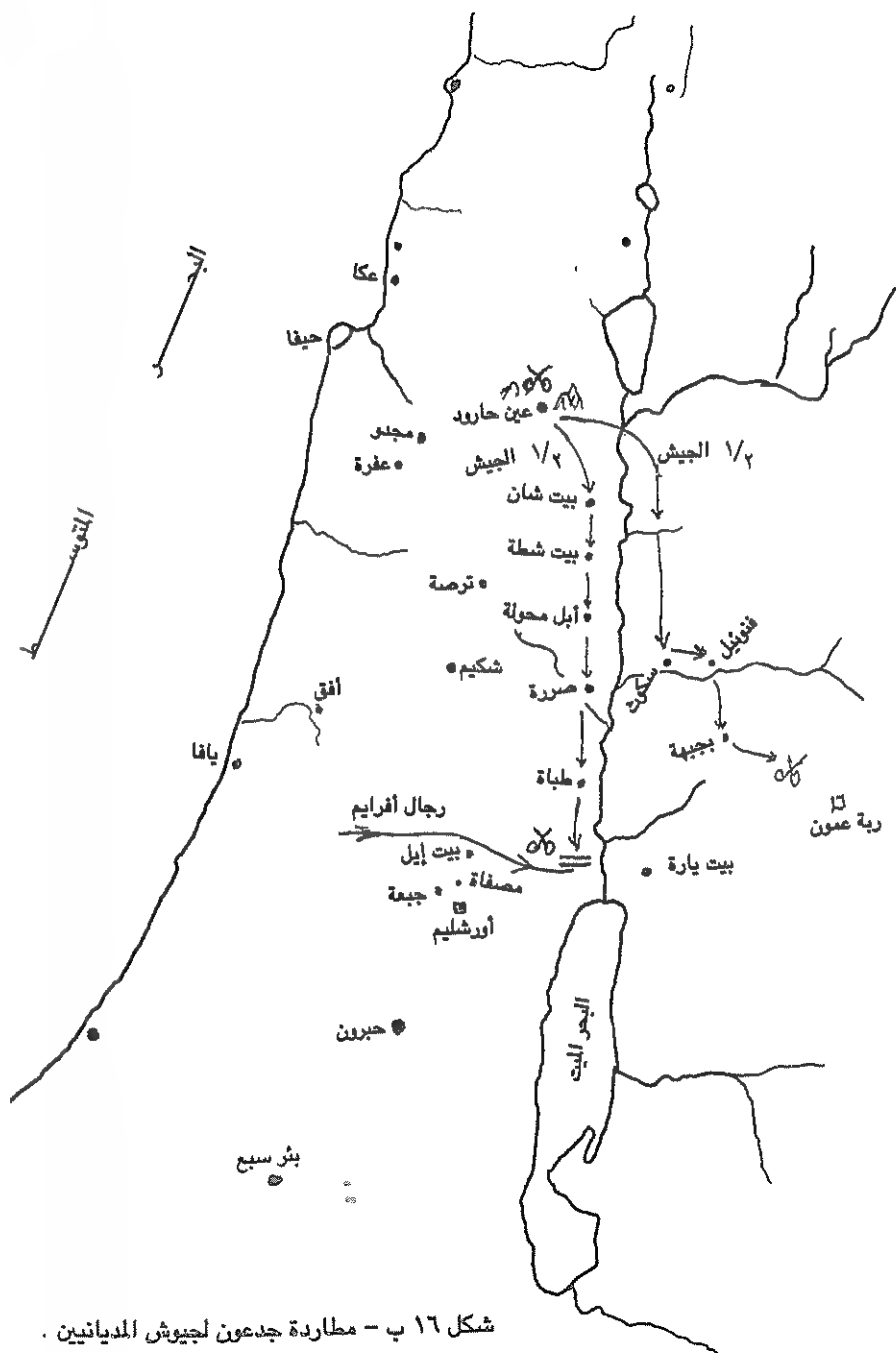 عكا
البحر
حيفا
عين حارود
مجدو
عفرة
١/٢ الجيش
١/٢ الجيش
بيت شان
بيت شطة
المتوسط
ترصة
أبل محولة
فنوئيل
شكيم
سكوث
صررة
أفق
يجبهة
يافا
طباة
رجال أفرايم
ربة عمون
بيت إيل
بيت يارة
مصفاة
جبعة
أورشليم
البحر الميت
حبرون
بئر سبع
شكل ١٦ ب – مطاردة جدعون لجيوش المديانيين .